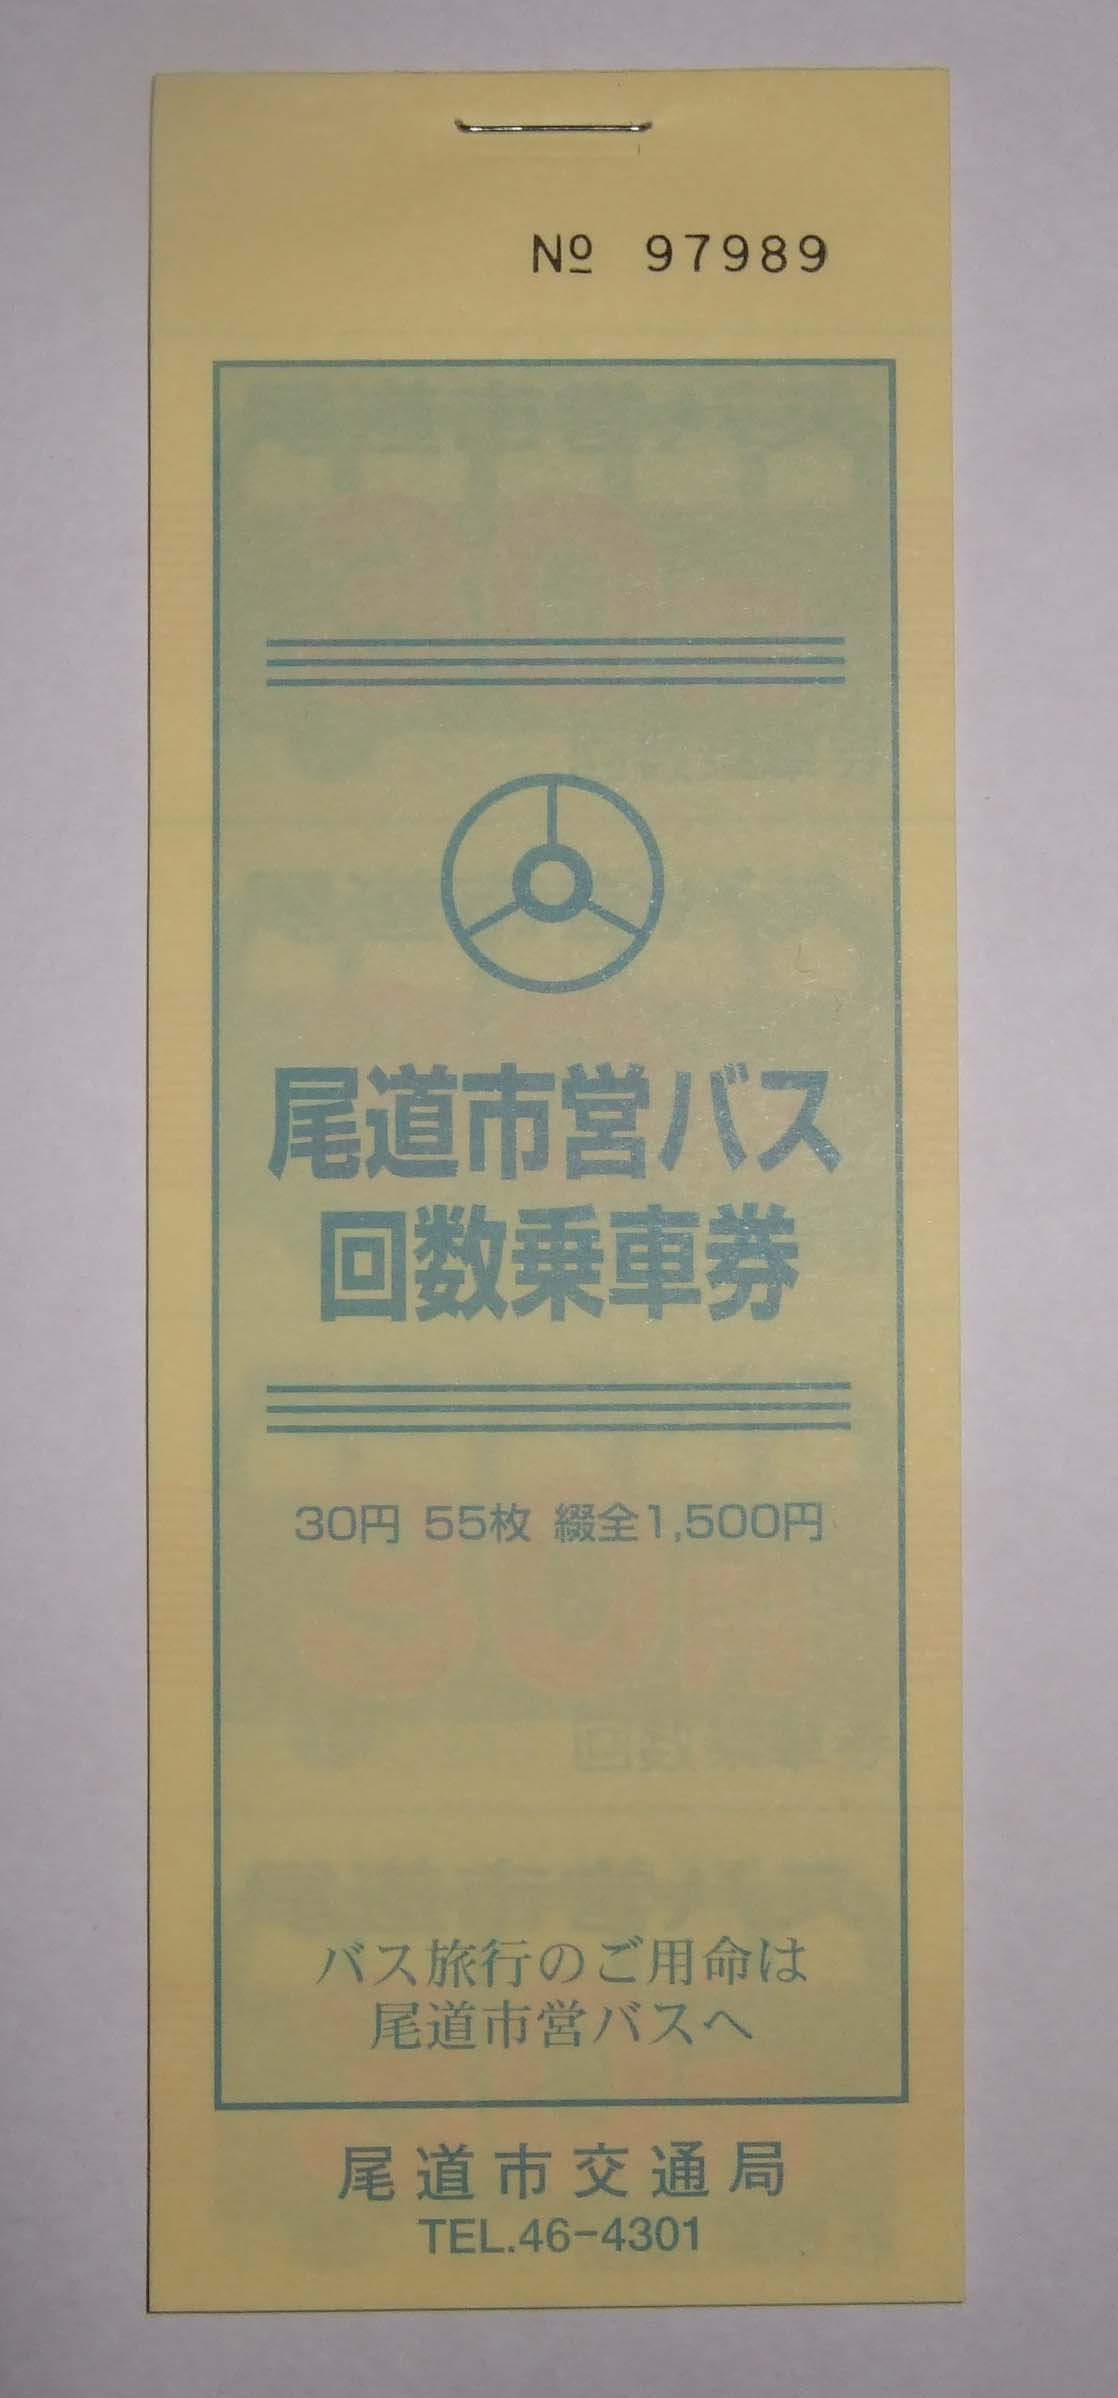 № 97989
尾道市営バス
回数乗車券
30円 55枚 綴全1,500円
バス旅行のご用命は
尾道市営バスへ
尾道市交通局
TEL.46-4301